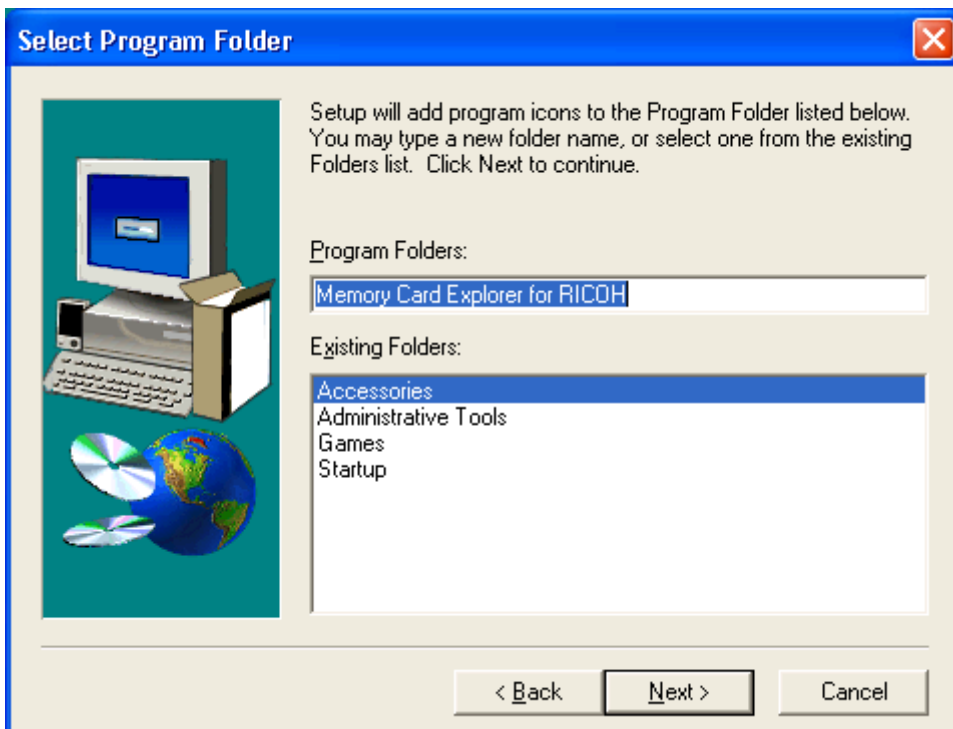 Select Program Folder
Setup will add program icons to the Program Folder listed below.
You may type a new folder name, or select one from the existing
Folders list.  Click Next to continue.
Program Folders:
Memory Card Explorer for RICOH
Existing Folders:
Accessories
Administrative Tools
Games
Startup
< Back
Next >
Cancel